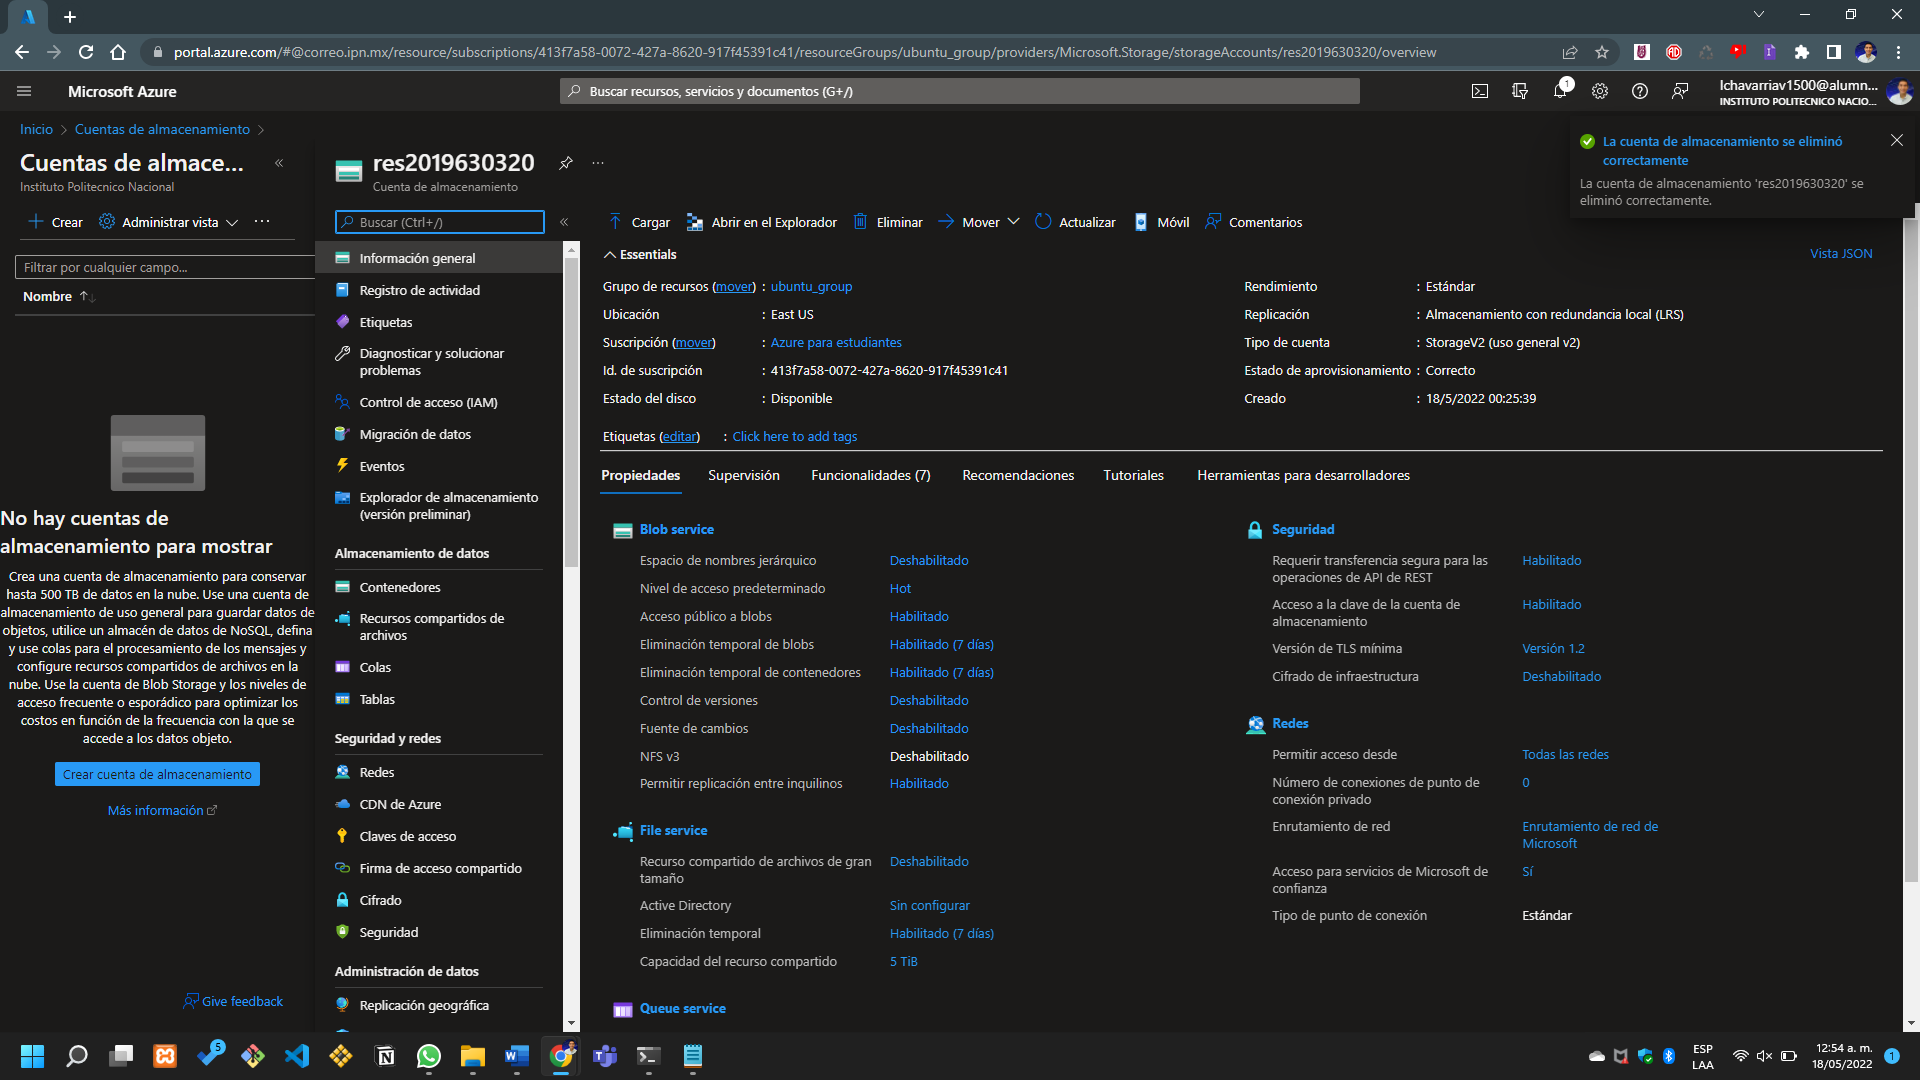 portal.azure.com/#@correo.ipn.mx/resource/subscriptions/413f7a58-0072-427a-8620-917f45391c41/resourceGroups/ubuntu_group/providers/Microsoft.Storage/storageAccounts/res2019630320/overview
Microsoft Azure
Buscar recursos, servicios y documentos (G+/)
1
lchavarriav1500@alumn...
INSTITUTO POLITECNICO NACIO...
Inicio
Cuentas de almacenamiento
La cuenta de almacenamiento se eliminó
correctamente
La cuenta de almacenamiento 'res2019630320' se
eliminó correctamente.
Cuentas de almace...
Instituto Politecnico Nacional
Crear
Administrar vista
Filtrar por cualquier campo...
Nombre
No hay cuentas de
almacenamiento para mostrar
Crea una cuenta de almacenamiento para conservar
hasta 500 TB de datos en la nube. Use una cuenta de
almacenamiento de uso general para guardar datos de
objetos, utilice un almacén de datos de NoSQL, defina
y use colas para el procesamiento de los mensajes y
configure recursos compartidos de archivos en la
nube. Use la cuenta de Blob Storage y los niveles de
acceso frecuente o esporádico para optimizar los
costos en función de la frecuencia con la que se
accede a los datos objeto.
Crear cuenta de almacenamiento
Más información
Give feedback
res2019630320
Cuenta de almacenamiento
Buscar (Ctrl+/)
Información general
Registro de actividad
Etiquetas
Diagnosticar y solucionar
problemas
Control de acceso (IAM)
Migración de datos
Eventos
Explorador de almacenamiento
(versión preliminar)
Almacenamiento de datos
Contenedores
Recursos compartidos de
archivos
Colas
Tablas
Seguridad y redes
Redes
CDN de Azure
Claves de acceso
Firma de acceso compartido
Cifrado
Seguridad
Administración de datos
Replicación geográfica
Cargar
Abrir en el Explorador
Eliminar
Mover
Actualizar
Móvil
Comentarios
Essentials
Vista JSON
Grupo de recursos (mover) : ubuntu_group
Ubicación : East US
Suscripción (mover) : Azure para estudiantes
Id. de suscripción : 413f7a58-0072-427a-8620-917f45391c41
Estado del disco : Disponible
Rendimiento : Estándar
Replicación : Almacenamiento con redundancia local (LRS)
Tipo de cuenta : StorageV2 (uso general v2)
Estado de aprovisionamiento : Correcto
Creado : 18/5/2022 00:25:39
Etiquetas (editar) : Click here to add tags
Propiedades
Supervisión
Funcionalidades (7)
Recomendaciones
Tutoriales
Herramientas para desarrolladores
Blob service
Espacio de nombres jerárquico Deshabilitado
Nivel de acceso predeterminado Hot
Acceso público a blobs Habilitado
Eliminación temporal de blobs Habilitado (7 días)
Eliminación temporal de contenedores Habilitado (7 días)
Control de versiones Deshabilitado
Fuente de cambios Deshabilitado
NFS v3 Deshabilitado
Permitir replicación entre inquilinos Habilitado
File service
Recurso compartido de archivos de gran Deshabilitado
tamaño
Active Directory Sin configurar
Eliminación temporal Habilitado (7 días)
Capacidad del recurso compartido 5 TiB
Queue service
Seguridad
Requerir transferencia segura para las Habilitado
operaciones de API de REST
Acceso a la clave de la cuenta de Habilitado
almacenamiento
Versión de TLS mínima Versión 1.2
Cifrado de infraestructura Deshabilitado
Redes
Permitir acceso desde Todas las redes
Número de conexiones de punto de 0
conexión privado
Enrutamiento de red Enrutamiento de red de
Microsoft
Acceso para servicios de Microsoft de Sí
confianza
Tipo de punto de conexión Estándar
5
ESP
LAA
12:54 a. m.
18/05/2022
1